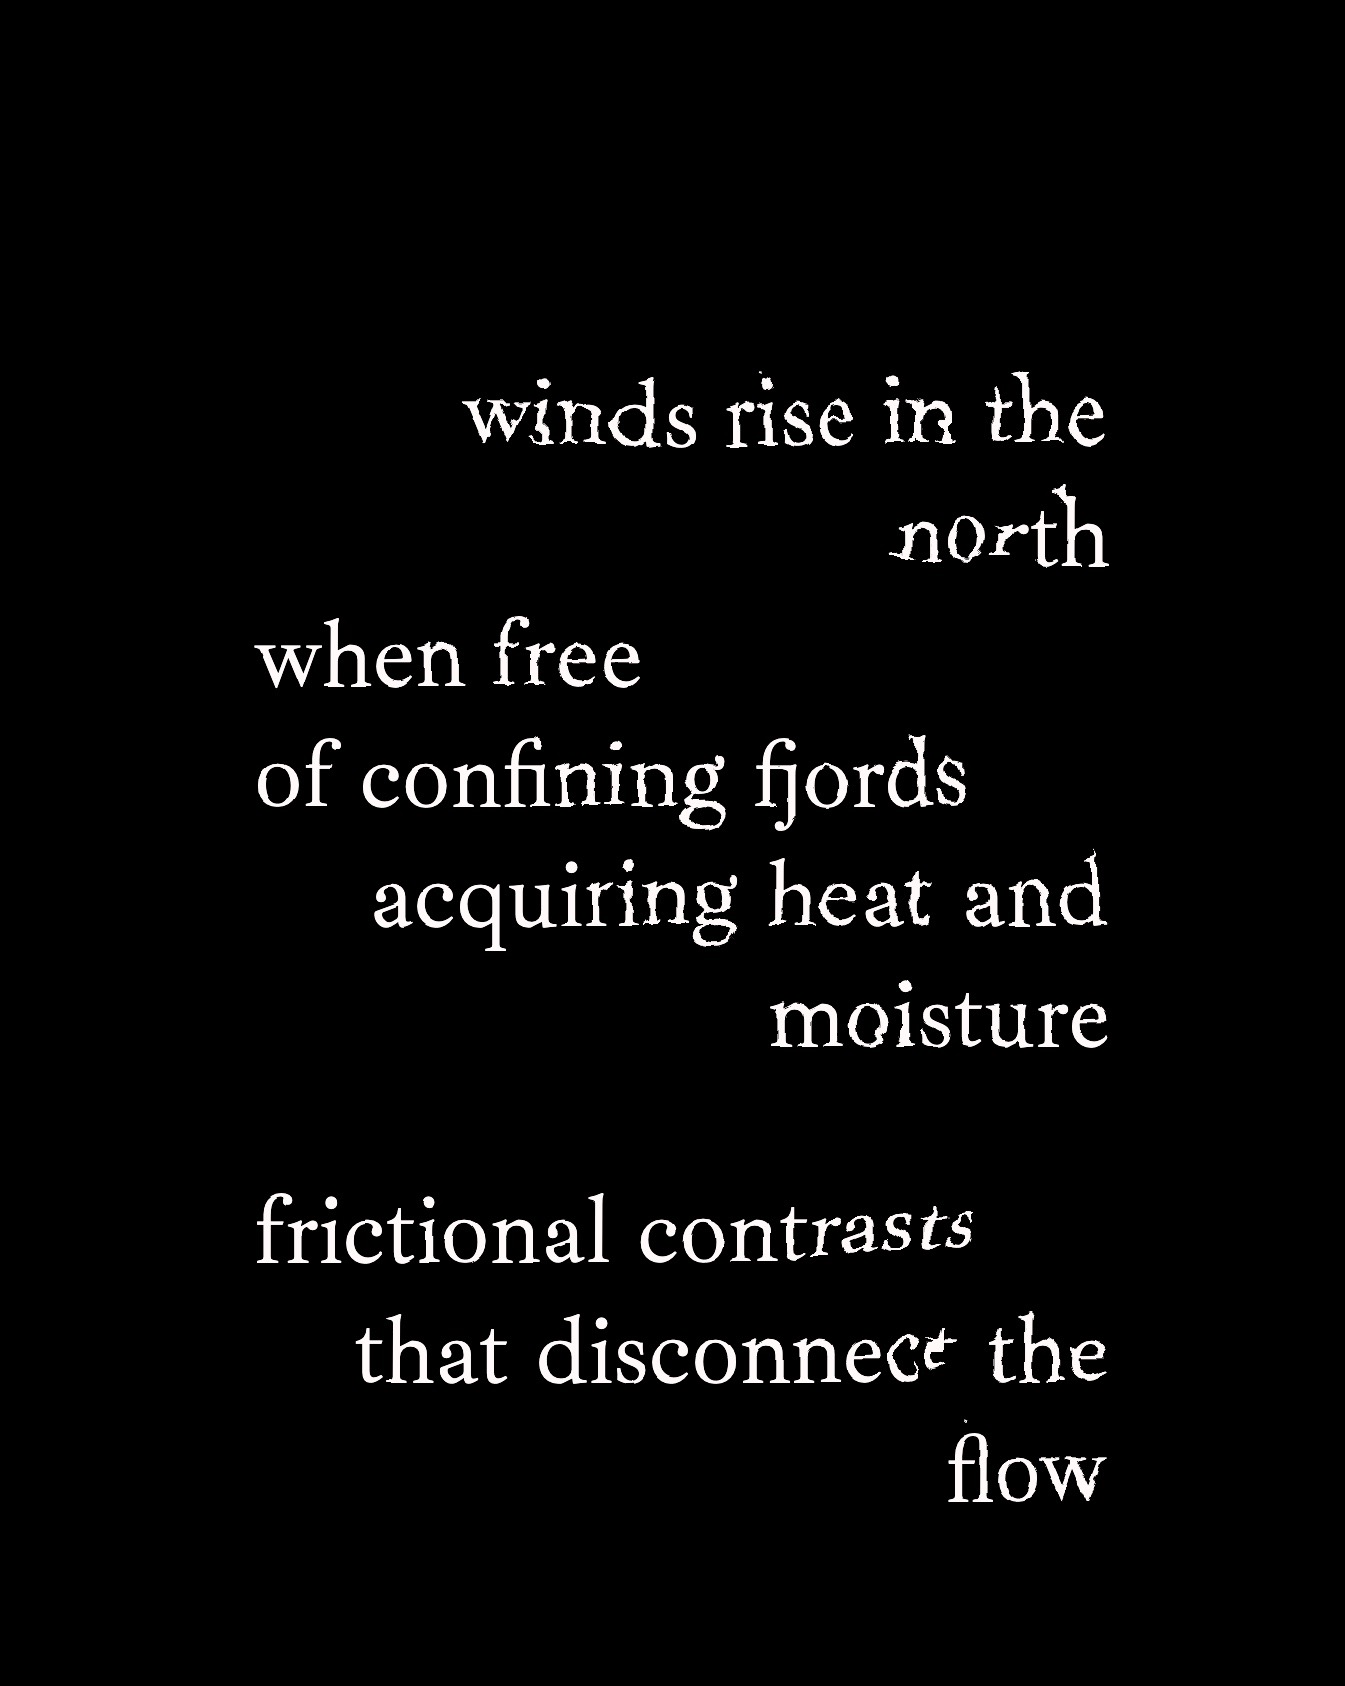 winds rise in the
north
when free
of confining fjords
acquiring heat and
moisture
frictional contrasts
that disconnect the
flow